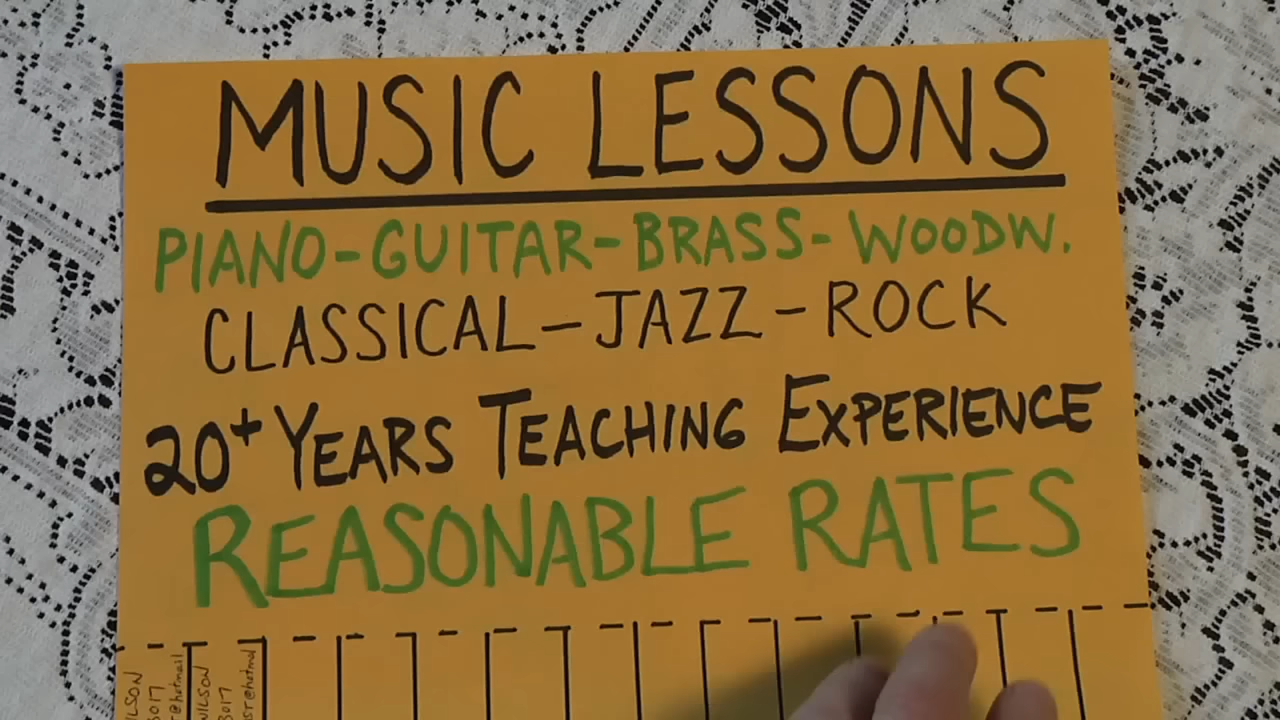 MUSIC LESSONS
PIANO-GUITAR-BRASS-WOODW.
CLASSICAL-JAZZ-ROCK
20+ YEARS TEACHING EXPERIENCE
REASONABLE RATES